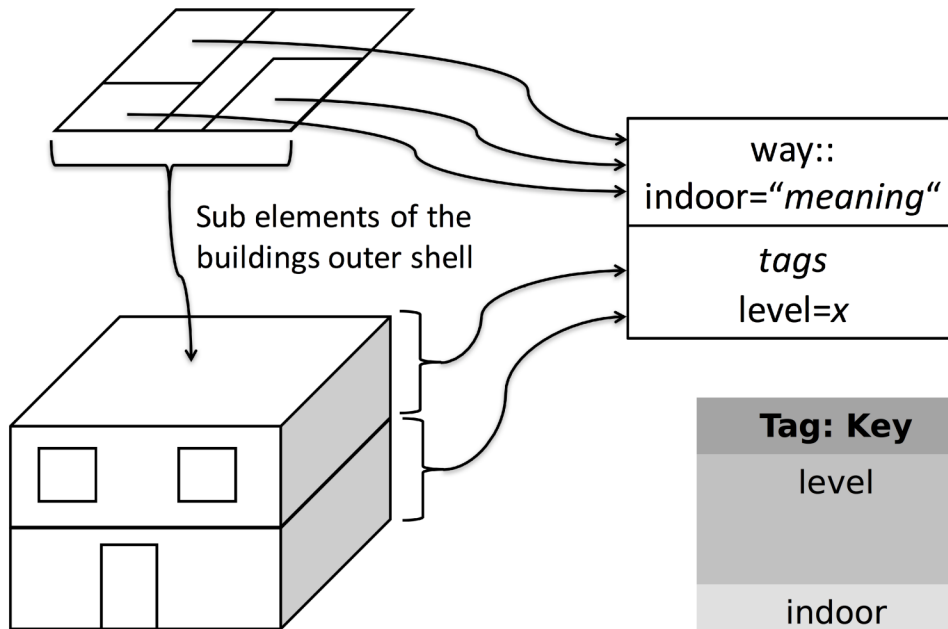 way::
indoor=“meaning“
Sub elements of the
buildings outer shell
tags
level=x
Tag: Key
level
indoor